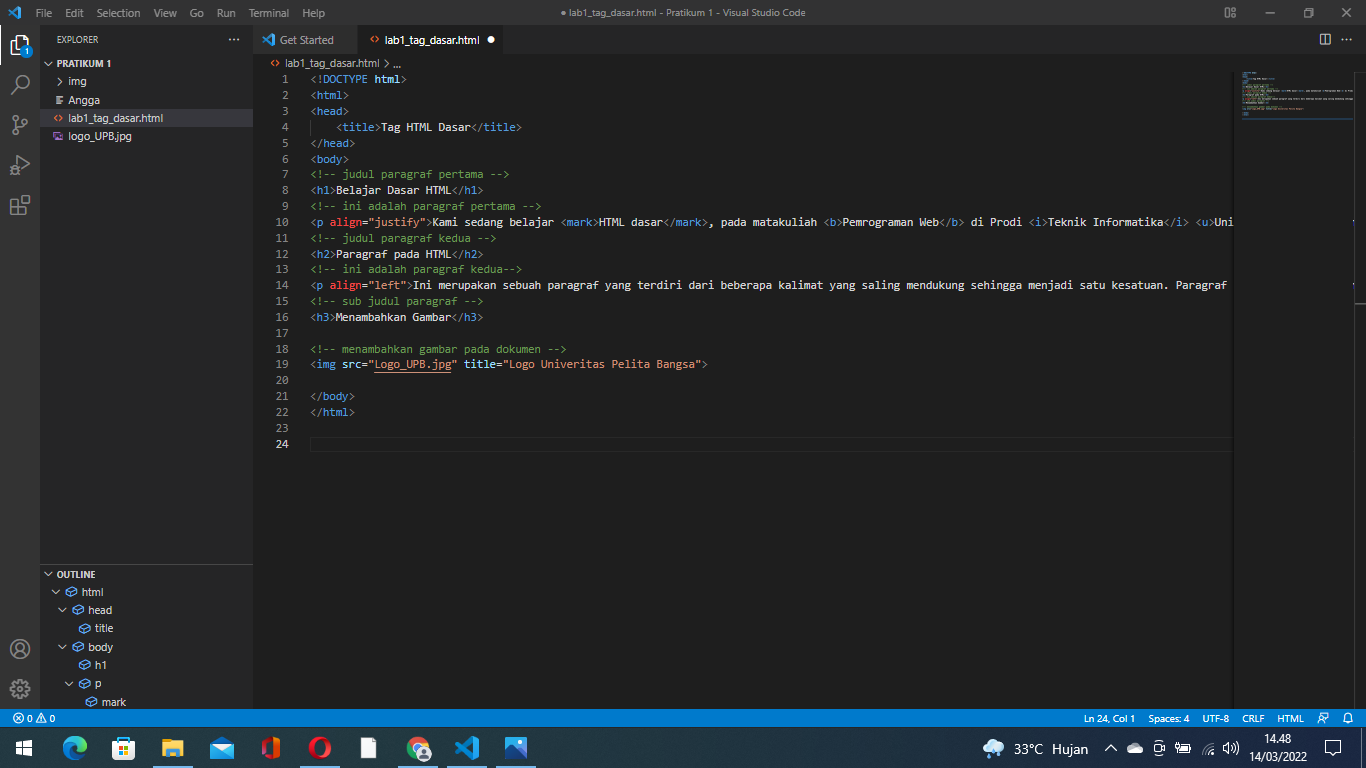 File Edit Selection View Go Run Terminal Help
● lab1_tag_dasar.html - Pratikum 1 - Visual Studio Code
EXPLORER
PRATIKUM 1
img
Angga
lab1_tag_dasar.html
logo_UPB.jpg
1
Get Started
lab1_tag_dasar.html
lab1_tag_dasar.html > ...
1 <!DOCTYPE html>
2 <html>
3 <head>
4 <title>Tag HTML Dasar</title>
5 </head>
6 <body>
7 <!-- judul paragraf pertama -->
8 <h1>Belajar Dasar HTML</h1>
9 <!-- ini adalah paragraf pertama -->
10 <p align="justify">Kami sedang belajar <mark>HTML dasar</mark>, pada matakuliah <b>Pemrograman Web</b> di Prodi <i>Teknik Informatika</i> <u>Uni
11 <!-- judul paragraf kedua -->
12 <h2>Paragraf pada HTML</h2>
13 <!-- ini adalah paragraf kedua-->
14 <p align="left">Ini merupakan sebuah paragraf yang terdiri dari beberapa kalimat yang saling mendukung sehingga menjadi satu kesatuan. Paragraf
15 <!-- sub judul paragraf -->
16 <h3>Menambahkan Gambar</h3>
17
18 <!-- menambahkan gambar pada dokumen -->
19 <img src="Logo_UPB.jpg" title="Logo Univeritas Pelita Bangsa">
20
21 </body>
22 </html>
23
24
OUTLINE
html
head
title
body
h1
p
mark
0 0
Ln 24, Col 1 Spaces: 4 UTF-8 CRLF HTML
33°C Hujan
14.48
14/03/2022